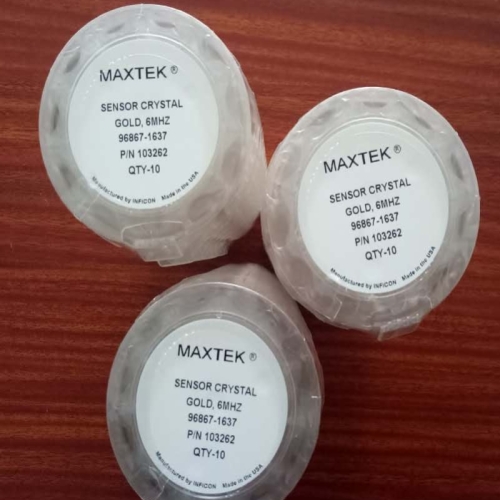 MAXTEK ®
SENSOR CRYSTAL
GOLD, 6MHZ
96867-1637
P/N 103262
QTY-10
Manufactured by INFICON Made in the USA
MAXTEK ®
SENSOR CRYSTAL
GOLD, 6MHZ
96867-1637
P/N 103262
QTY-10
Manufactured by INFICON Made in the USA
MAXTEK ®
SENSOR CRYSTAL
GOLD, 6MHZ
96867-1637
P/N 103262
QTY-10
Manufactured by INFICON Made in the USA